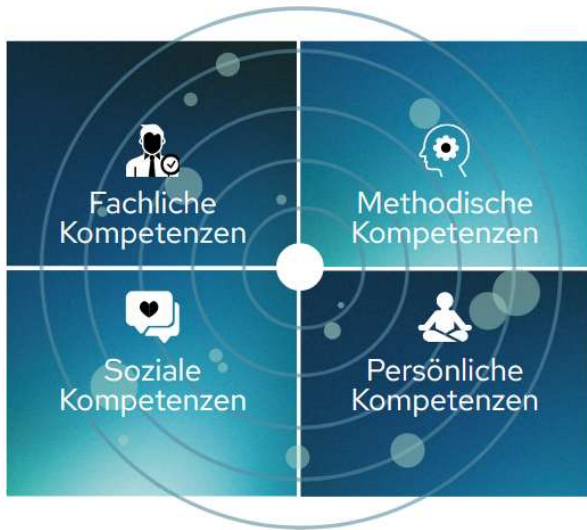 Fachliche
Kompetenzen
Methodische
Kompetenzen
Soziale
Kompetenzen
Persönliche
Kompetenzen